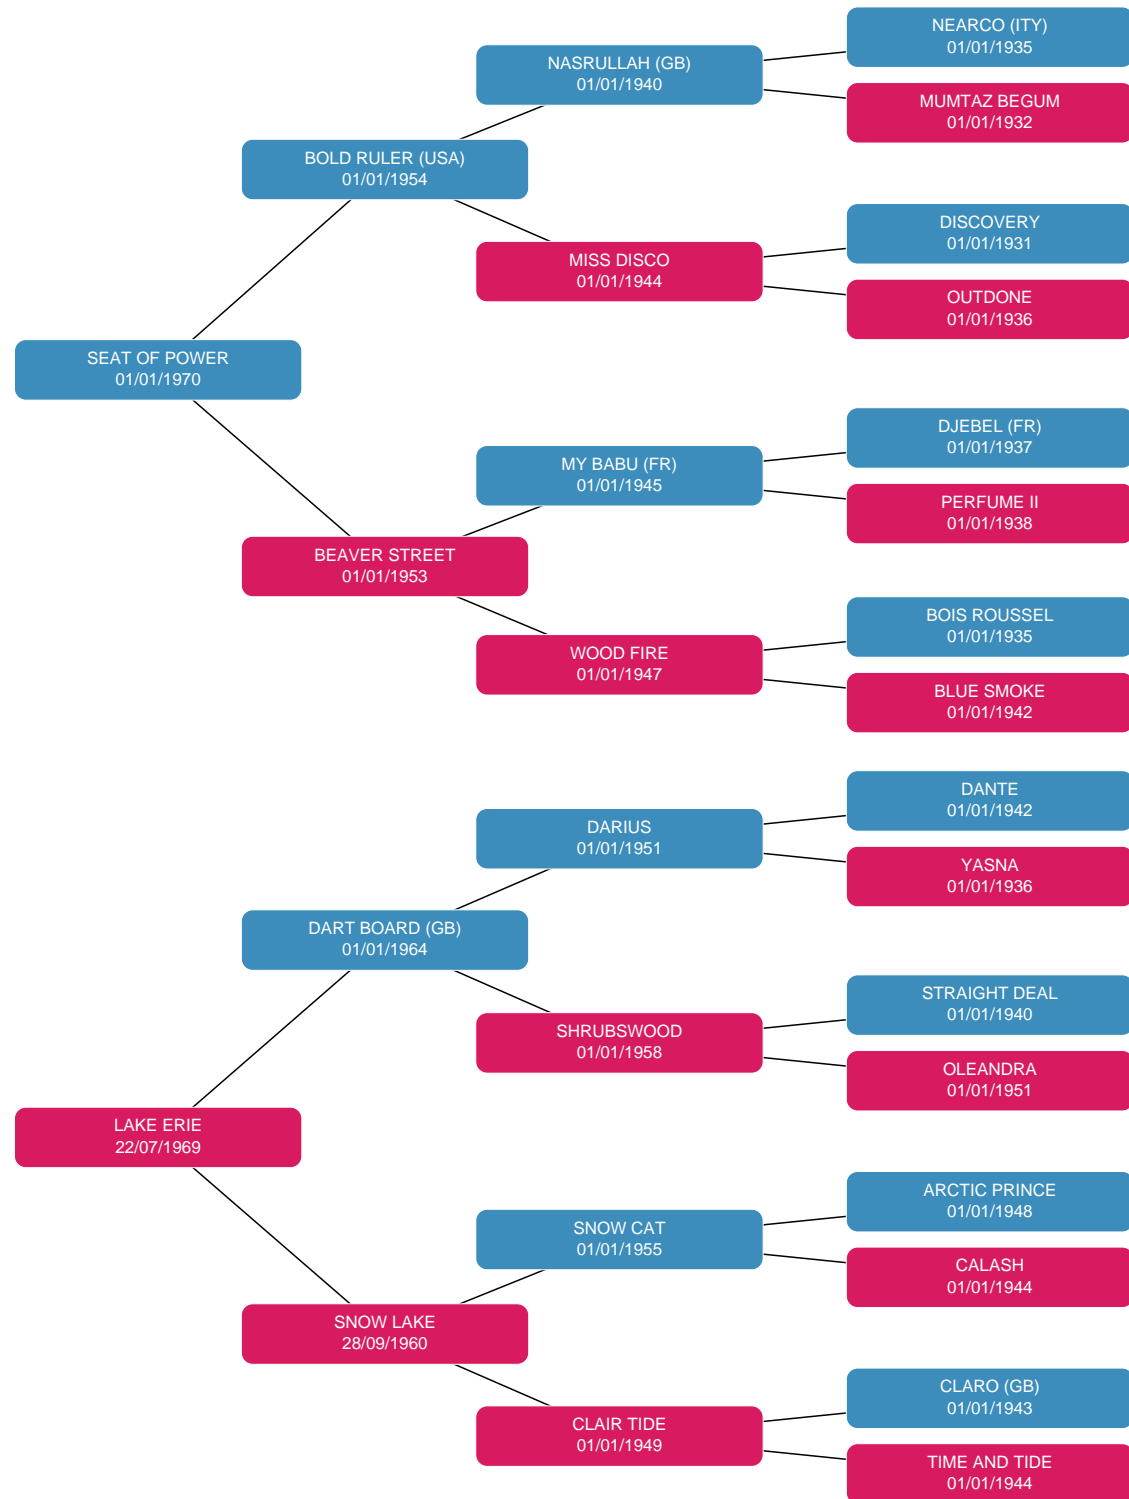 NEARCO (ITY)
01/01/1935
NASRULLAH (GB)
01/01/1940
MUMTAZ BEGUM
01/01/1932
BOLD RULER (USA)
01/01/1954
DISCOVERY
01/01/1931
MISS DISCO
01/01/1944
OUTDONE
01/01/1936
SEAT OF POWER
01/01/1970
DJEBEL (FR)
01/01/1937
MY BABU (FR)
01/01/1945
PERFUME II
01/01/1938
BEAVER STREET
01/01/1953
BOIS ROUSSEL
01/01/1935
WOOD FIRE
01/01/1947
BLUE SMOKE
01/01/1942
DANTE
01/01/1942
DARIUS
01/01/1951
YASNA
01/01/1936
DART BOARD (GB)
01/01/1964
STRAIGHT DEAL
01/01/1940
SHRUBSWOOD
01/01/1958
OLEANDRA
01/01/1951
LAKE ERIE
22/07/1969
ARCTIC PRINCE
01/01/1948
SNOW CAT
01/01/1955
CALASH
01/01/1944
SNOW LAKE
28/09/1960
CLARO (GB)
01/01/1943
CLAIR TIDE
01/01/1949
TIME AND TIDE
01/01/1944